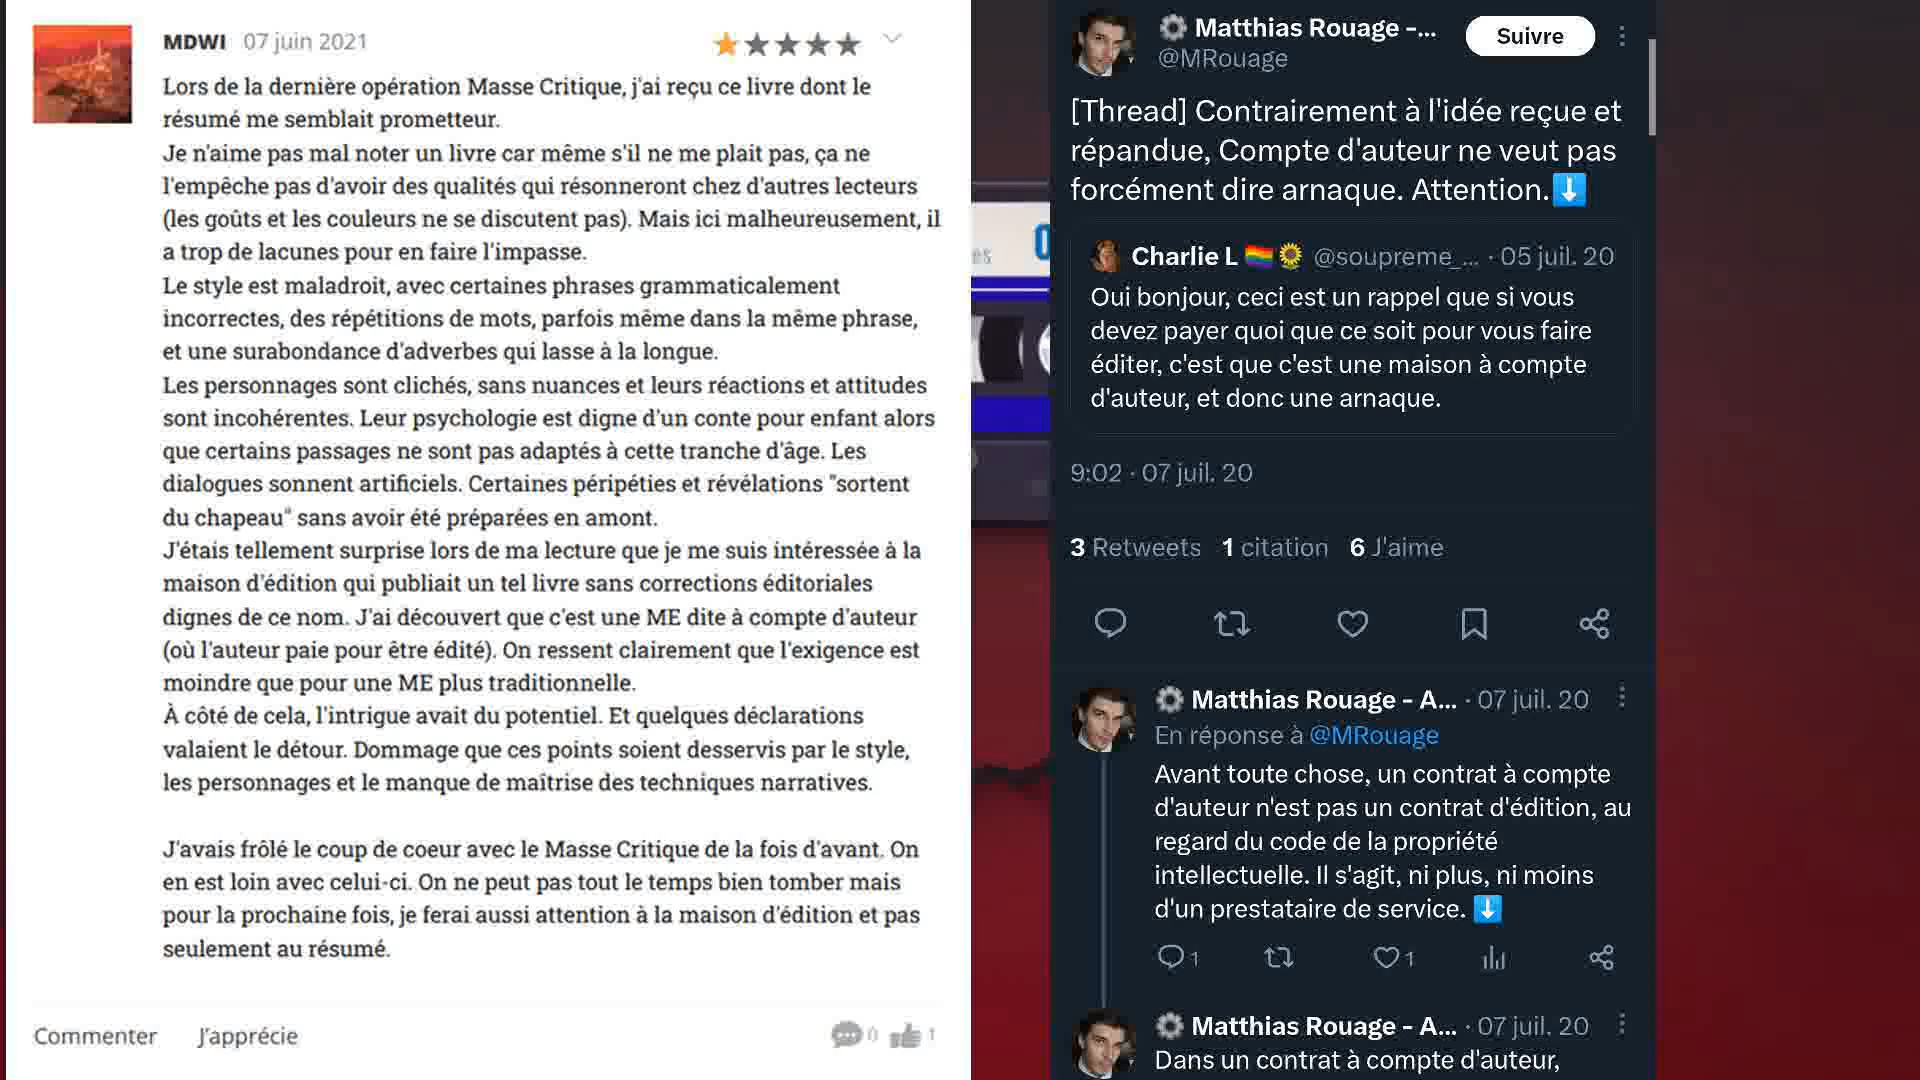 MDWI 07 juin 2021
Lors de la dernière opération Masse Critique, j'ai reçu ce livre dont le
résumé me semblait prometteur.
Je n'aime pas mal noter un livre car même s'il ne me plait pas, ça ne
l'empêche pas d'avoir des qualités qui résonneront chez d'autres lecteurs
(les goûts et les couleurs ne se discutent pas). Mais ici malheureusement, il
a trop de lacunes pour en faire l'impasse.
Le style est maladroit, avec certaines phrases grammaticalement
incorrectes, des répétitions de mots, parfois même dans la même phrase,
et une surabondance d'adverbes qui lasse à la longue.
Les personnages sont clichés, sans nuances et leurs réactions et attitudes
sont incohérentes. Leur psychologie est digne d'un conte pour enfant alors
que certains passages ne sont pas adaptés à cette tranche d'âge. Les
dialogues sonnent artificiels. Certaines péripéties et révélations "sortent
du chapeau" sans avoir été préparées en amont.
J'étais tellement surprise lors de ma lecture que je me suis intéressée à la
maison d'édition qui publiait un tel livre sans corrections éditoriales
dignes de ce nom. J'ai découvert que c'est une ME dite à compte d'auteur
(où l'auteur paie pour être édité). On ressent clairement que l'exigence est
moindre que pour une ME plus traditionnelle.
À côté de cela, l'intrigue avait du potentiel. Et quelques déclarations
valaient le détour. Dommage que ces points soient desservis par le style,
les personnages et le manque de maîtrise des techniques narratives.
J'avais frôlé le coup de coeur avec le Masse Critique de la fois d'avant. On
en est loin avec celui-ci. On ne peut pas tout le temps bien tomber mais
pour la prochaine fois, je ferai aussi attention à la maison d'édition et pas
seulement au résumé.
Commenter J'apprécie 0 1
Matthias Rouage -... Suivre
@MRouage
[Thread] Contrairement à l'idée reçue et
répandue, Compte d'auteur ne veut pas
forcément dire arnaque. Attention.⬇️
Charlie L 🏳️‍🌈🌻 @soupreme_... · 05 juil. 20
Oui bonjour, ceci est un rappel que si vous
devez payer quoi que ce soit pour vous faire
éditer, c'est que c'est une maison à compte
d'auteur, et donc une arnaque.
9:02 · 07 juil. 20
3 Retweets 1 citation 6 J'aime
Matthias Rouage - A... · 07 juil. 20
En réponse à @MRouage
Avant toute chose, un contrat à compte
d'auteur n'est pas un contrat d'édition, au
regard du code de la propriété
intellectuelle. Il s'agit, ni plus, ni moins
d'un prestataire de service. ⬇️
1 1
Matthias Rouage - A... · 07 juil. 20
Dans un contrat à compte d'auteur,